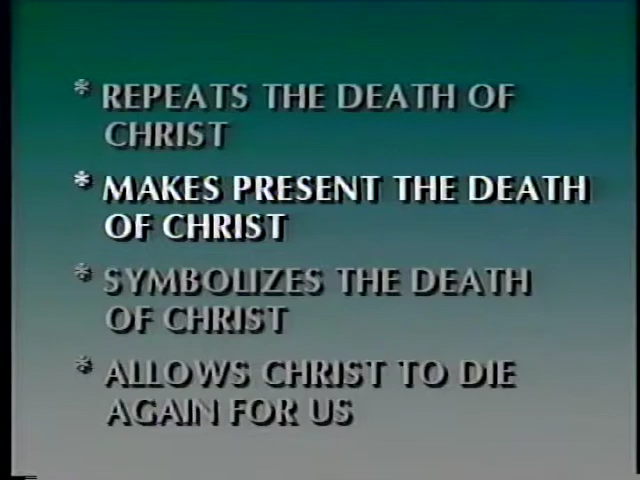 * REPEATS THE DEATH OF
CHRIST
* MAKES PRESENT THE DEATH
OF CHRIST
* SYMBOLIZES THE DEATH
OF CHRIST
* ALLOWS CHRIST TO DIE
AGAIN FOR US